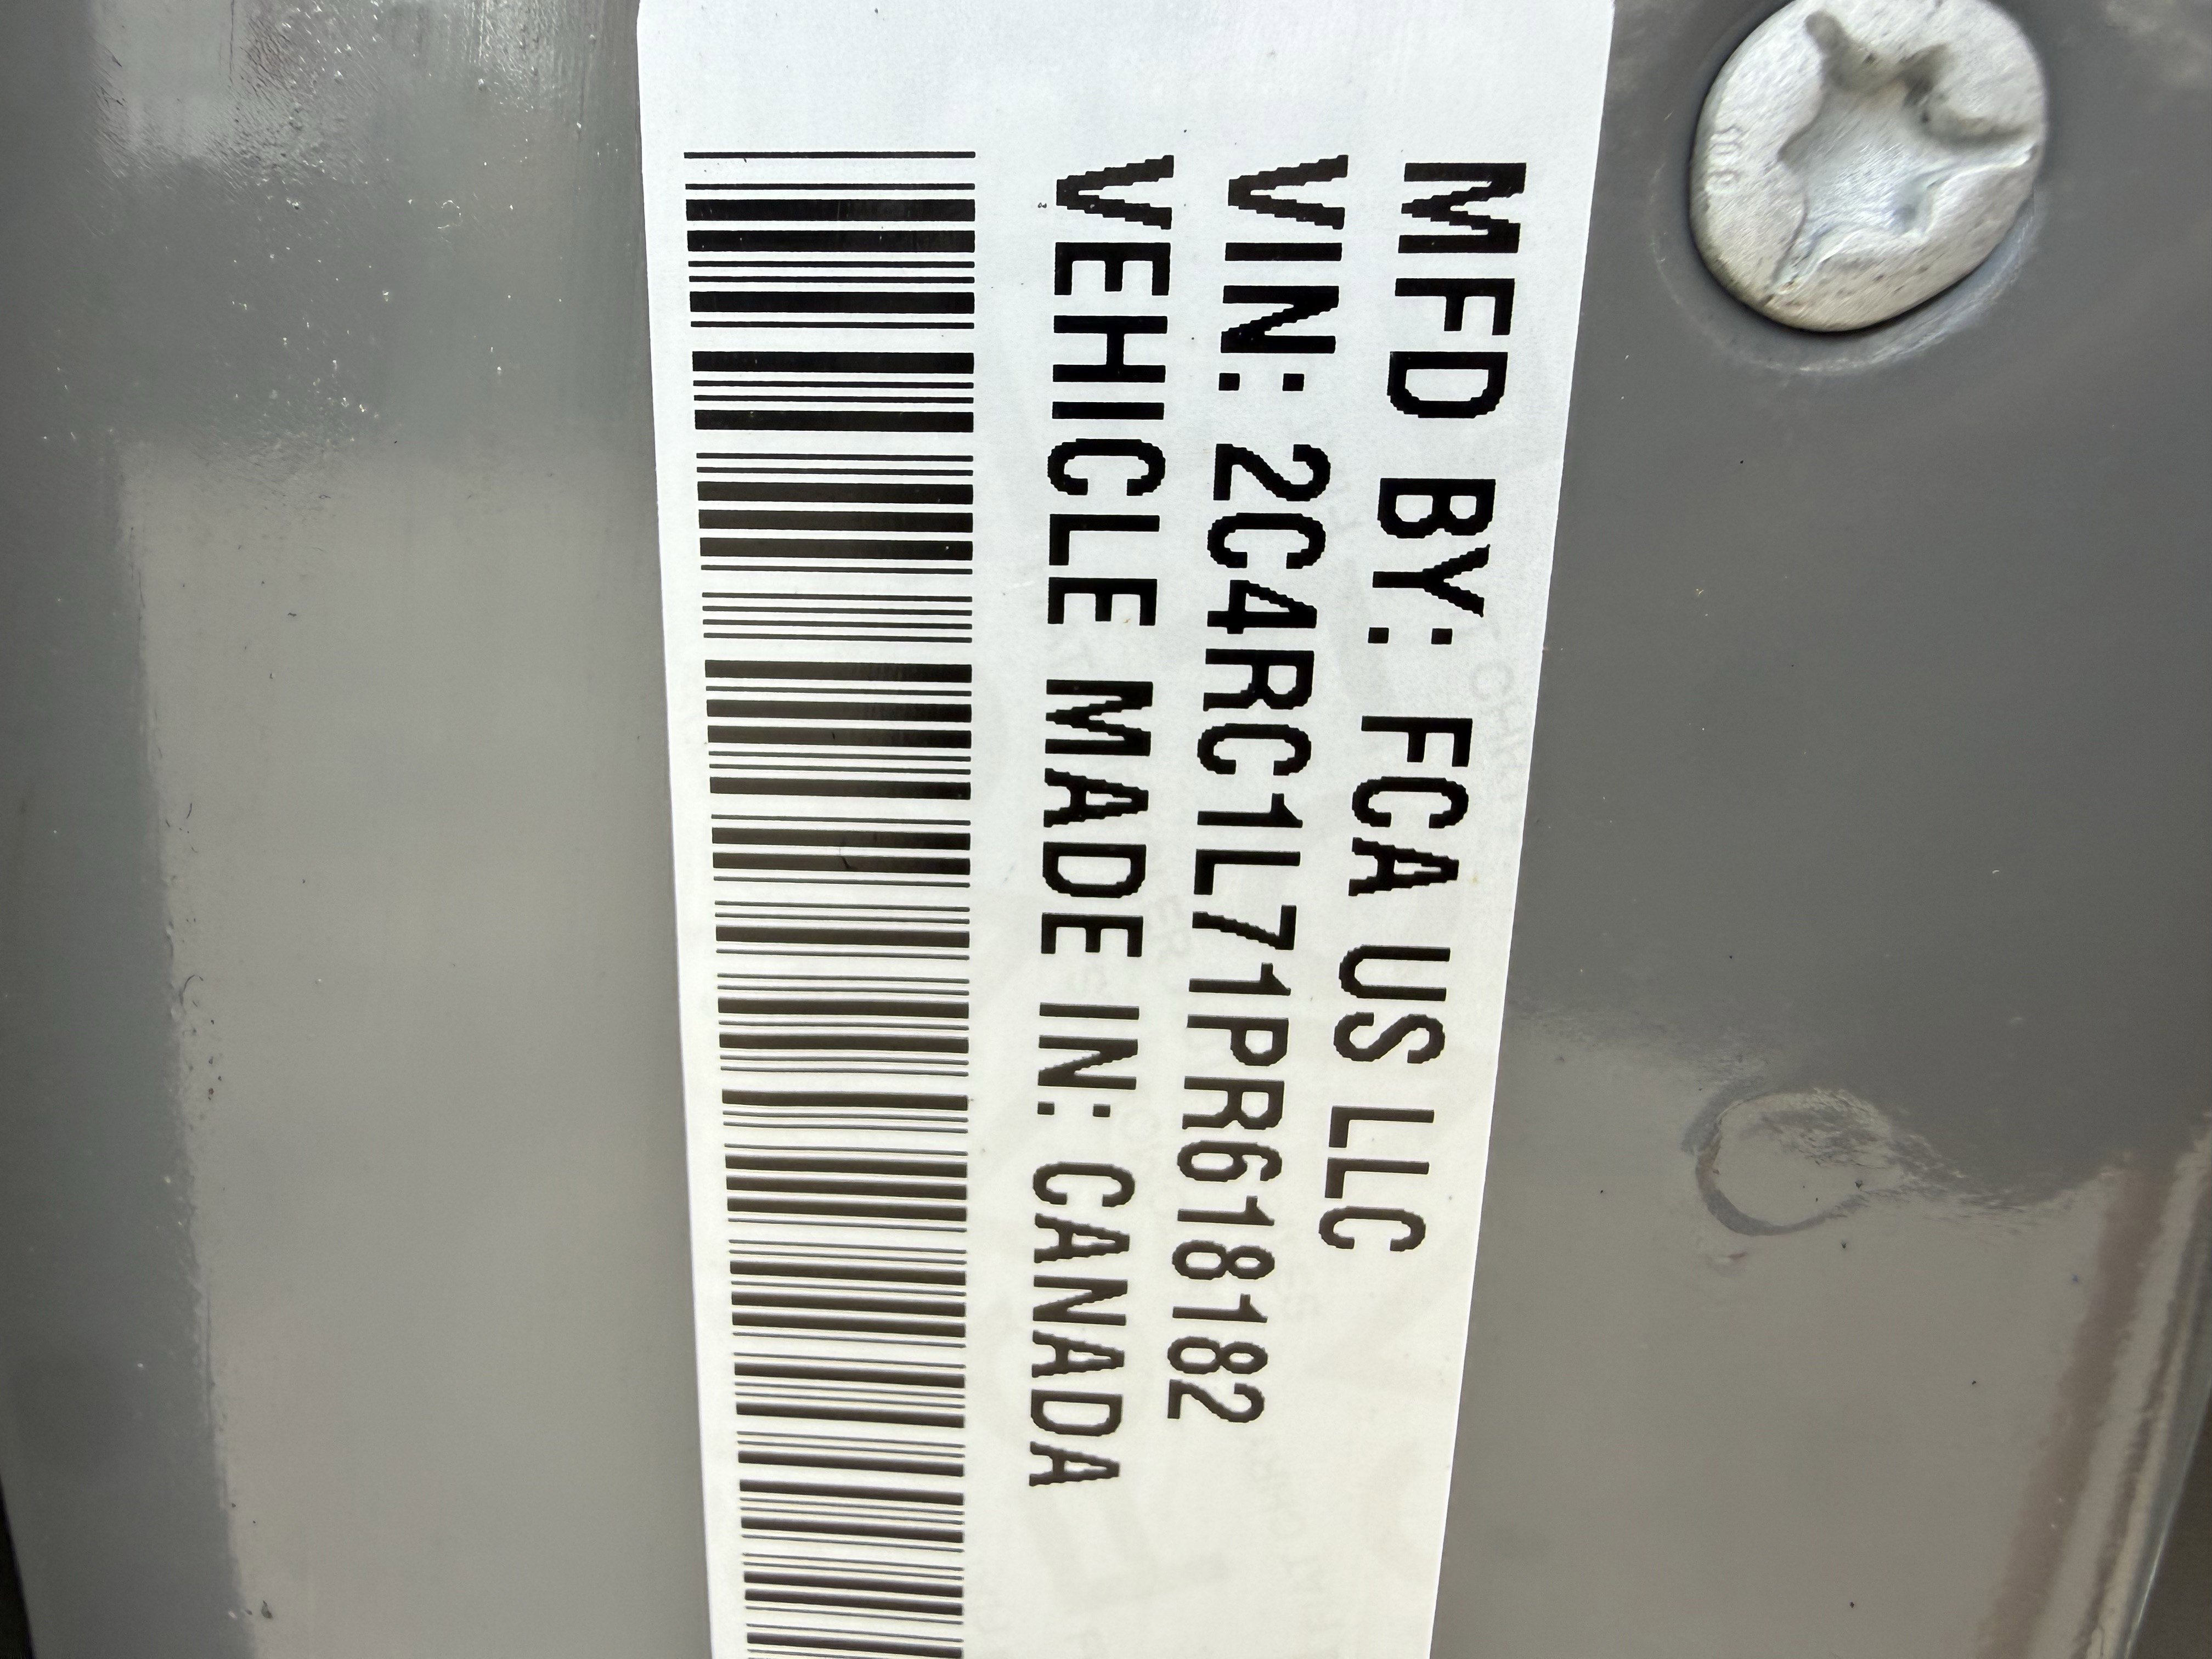 MFD BY: FCA US LLC
VIN: 2C4RC1L71PR618182
VEHICLE MADE IN: CANADA